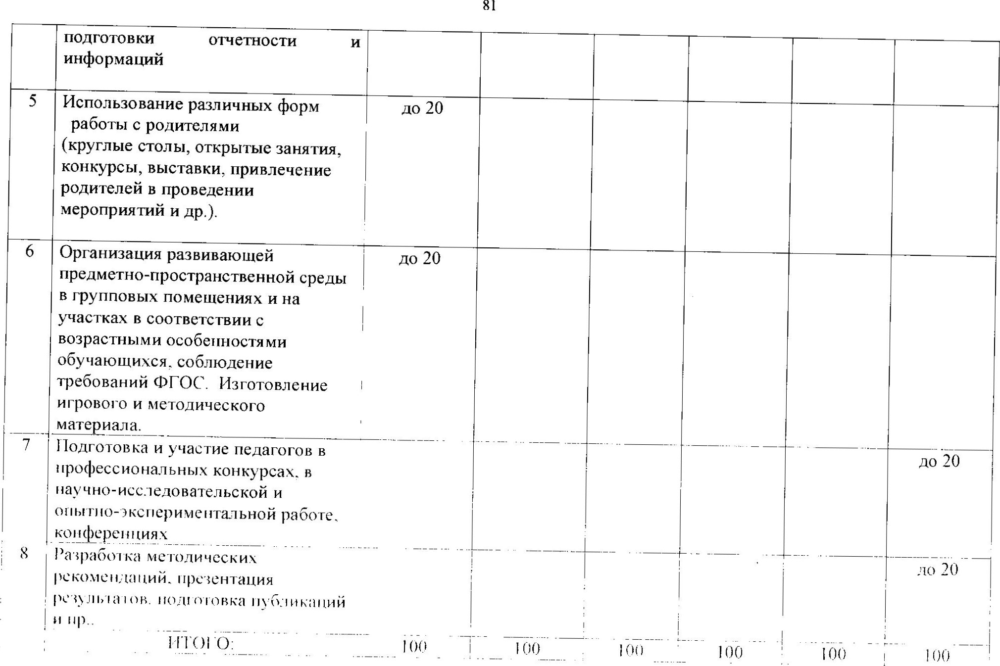 81
подготовки отчетности и
информаций
5 Использование различных форм до 20
работы с родителями
(круглые столы, открытые занятия,
конкурсы, выставки, привлечение
родителей в проведении
мероприятий и др.).
6 Организация развивающей до 20
предметно-пространственной среды
в групповых помещениях и на
участках в соответствии с
возрастными особенностями
обучающихся, соблюдение
требований ФГОС. Изготовление
игрового и методического
материала.
7 Подготовка и участие педагогов в до 20
профессиональных конкурсах, в
научно-исследовательской и
опытно-экспериментальной работе,
конференциях
8 Разработка методических до 20
рекомендаций, презентация
результатов, подготовка публикаций
и пр..
ИТОГО: 100 100 100 100 100 100